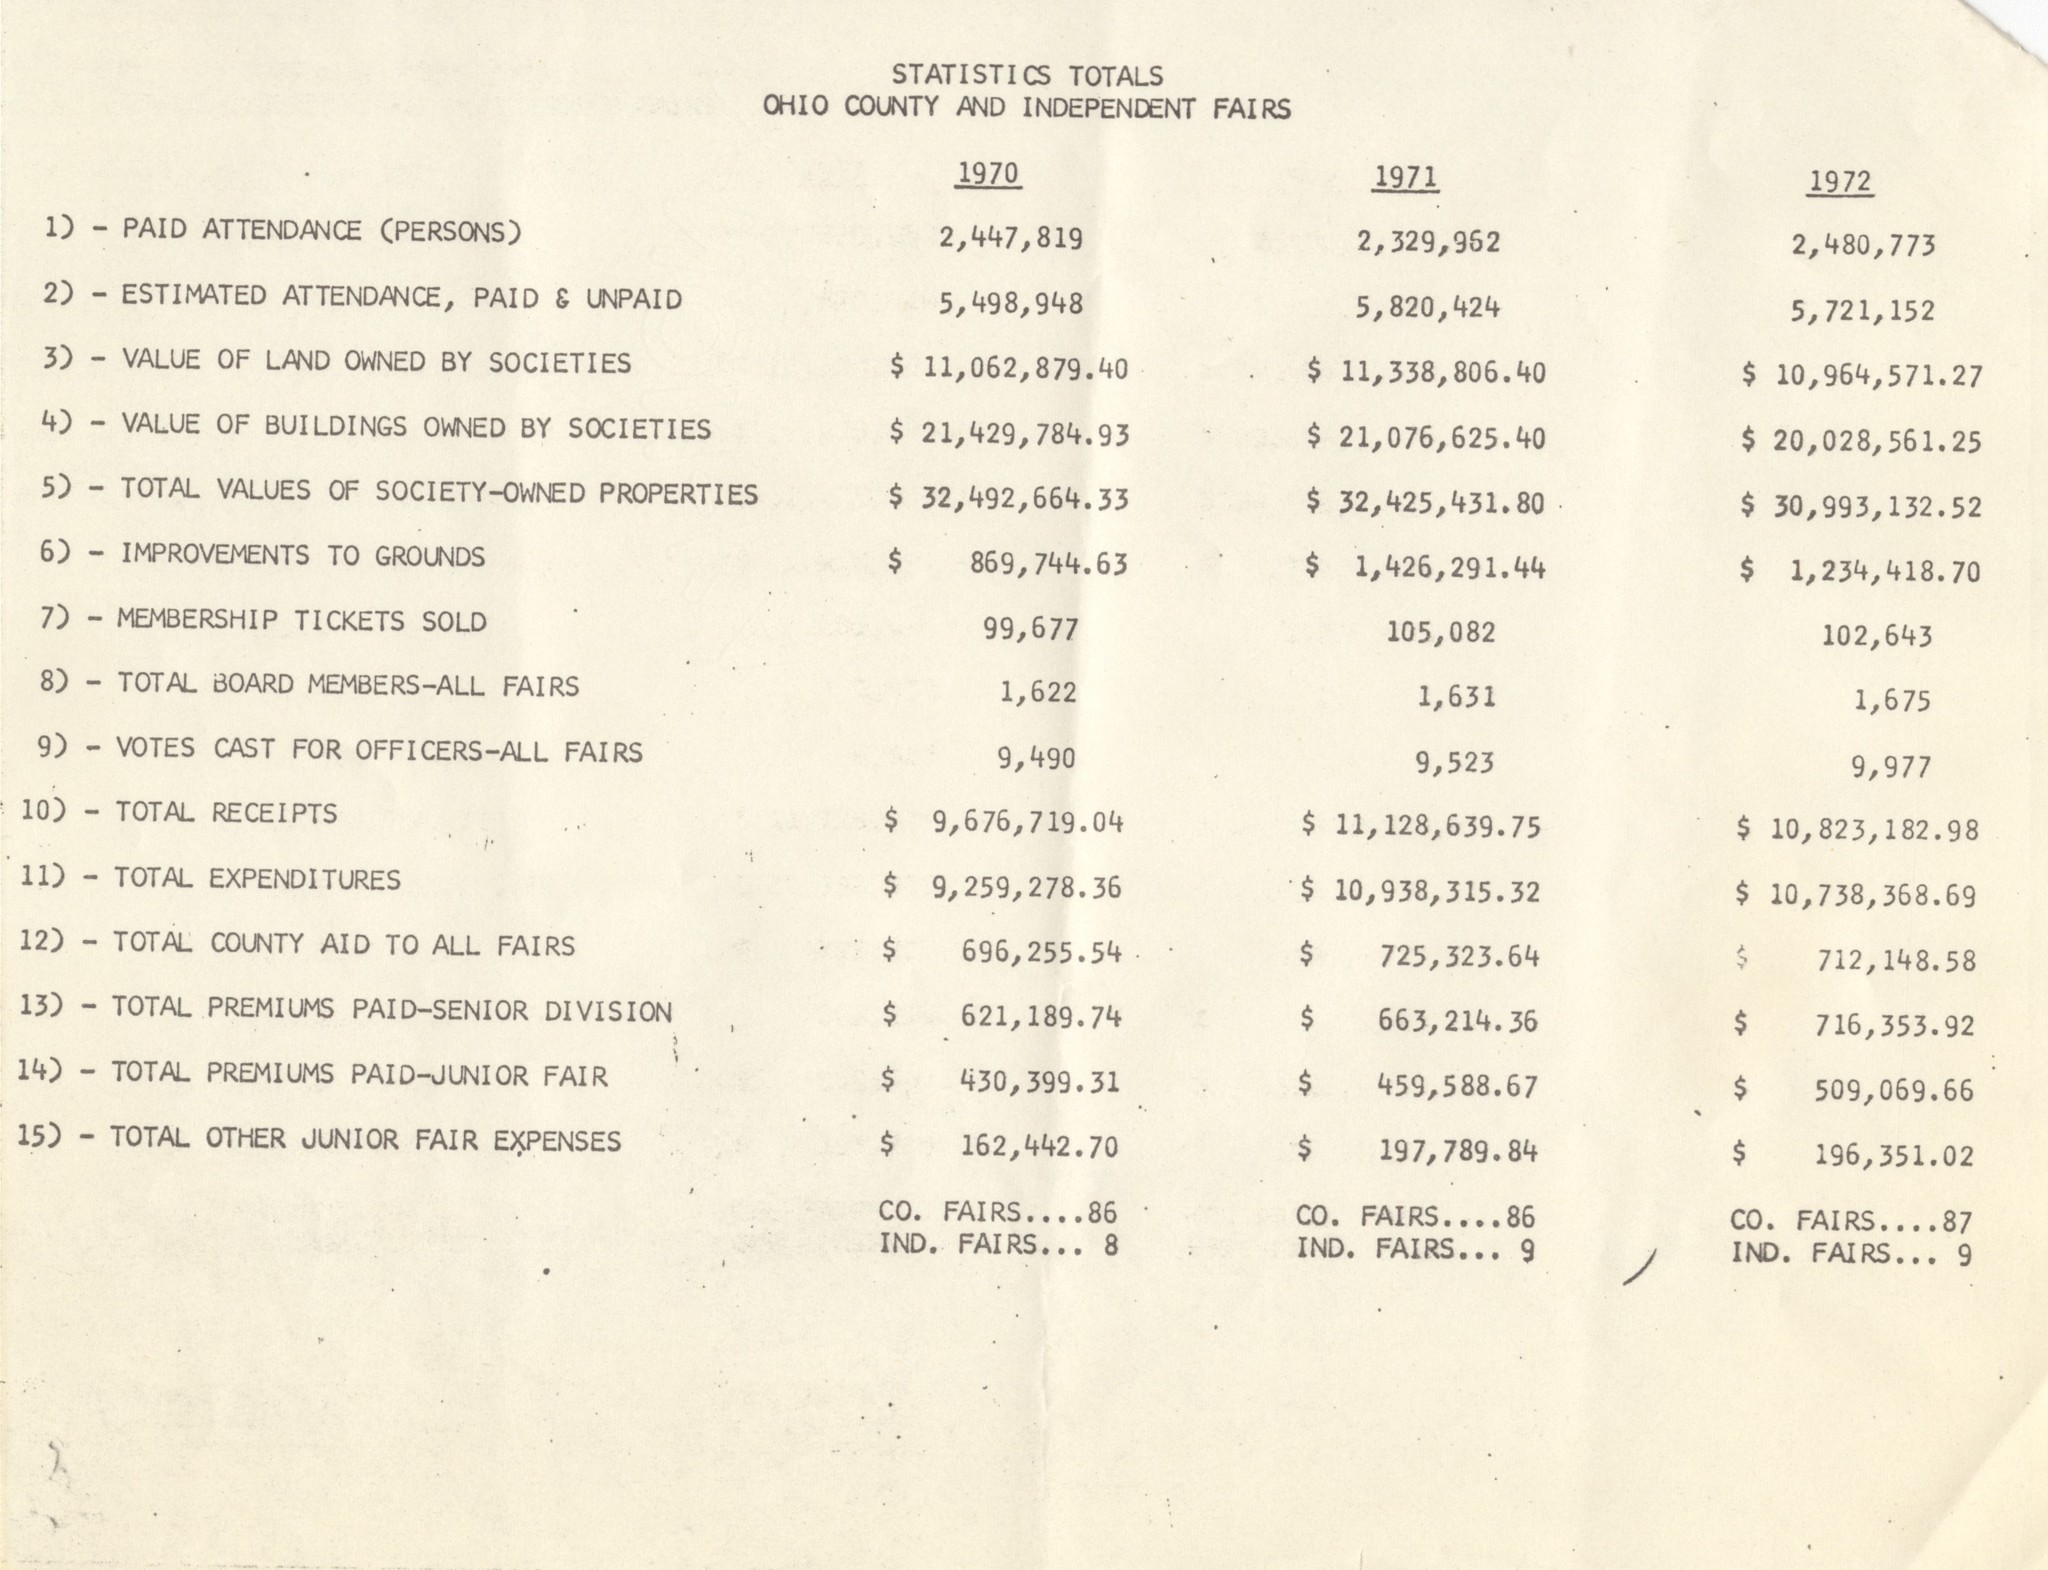 STATISTICS TOTALS
OHIO COUNTY AND INDEPENDENT FAIRS
1970 1971 1972
1) - PAID ATTENDANCE (PERSONS) 2,447,819 2,329,962 2,480,773
2) - ESTIMATED ATTENDANCE, PAID & UNPAID 5,498,948 5,820,424 5,721,152
3) - VALUE OF LAND OWNED BY SOCIETIES $ 11,062,879.40 $ 11,338,806.40 $ 10,964,571.27
4) - VALUE OF BUILDINGS OWNED BY SOCIETIES $ 21,429,784.93 $ 21,076,625.40 $ 20,028,561.25
5) - TOTAL VALUES OF SOCIETY-OWNED PROPERTIES $ 32,492,664.33 $ 32,425,431.80 $ 30,993,132.52
6) - IMPROVEMENTS TO GROUNDS $ 869,744.63 $ 1,426,291.44 $ 1,234,418.70
7) - MEMBERSHIP TICKETS SOLD 99,677 105,082 102,643
8) - TOTAL BOARD MEMBERS-ALL FAIRS 1,622 1,631 1,675
9) - VOTES CAST FOR OFFICERS-ALL FAIRS 9,490 9,523 9,977
10) - TOTAL RECEIPTS $ 9,676,719.04 $ 11,128,639.75 $ 10,823,182.98
11) - TOTAL EXPENDITURES $ 9,259,278.36 $ 10,938,315.32 $ 10,738,368.69
12) - TOTAL COUNTY AID TO ALL FAIRS $ 696,255.54 $ 725,323.64 $ 712,148.58
13) - TOTAL PREMIUMS PAID-SENIOR DIVISION $ 621,189.74 $ 663,214.36 $ 716,353.92
14) - TOTAL PREMIUMS PAID-JUNIOR FAIR $ 430,399.31 $ 459,588.67 $ 509,069.66
15) - TOTAL OTHER JUNIOR FAIR EXPENSES $ 162,442.70 $ 197,789.84 $ 196,351.02
CO. FAIRS....86 CO. FAIRS....86 CO. FAIRS....87
IND. FAIRS... 8 IND. FAIRS... 9 IND. FAIRS... 9